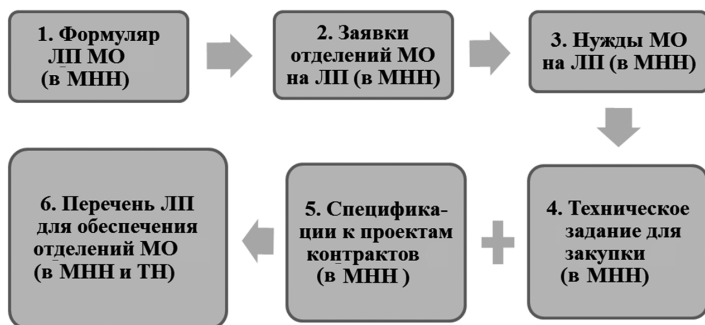 1. Формуляр
ЛП МО
(в МНН)
2. Заявки
отделений МО
на ЛП (в МНН)
3. Нужды МО
на ЛП (в МНН)
6. Перечень ЛП
для обеспечения
отделений МО
(в МНН и ТН)
5. Специфика-
ции к проектам
контрактов
(в МНН )
4. Техническое
задание для
закупки
(в МНН)